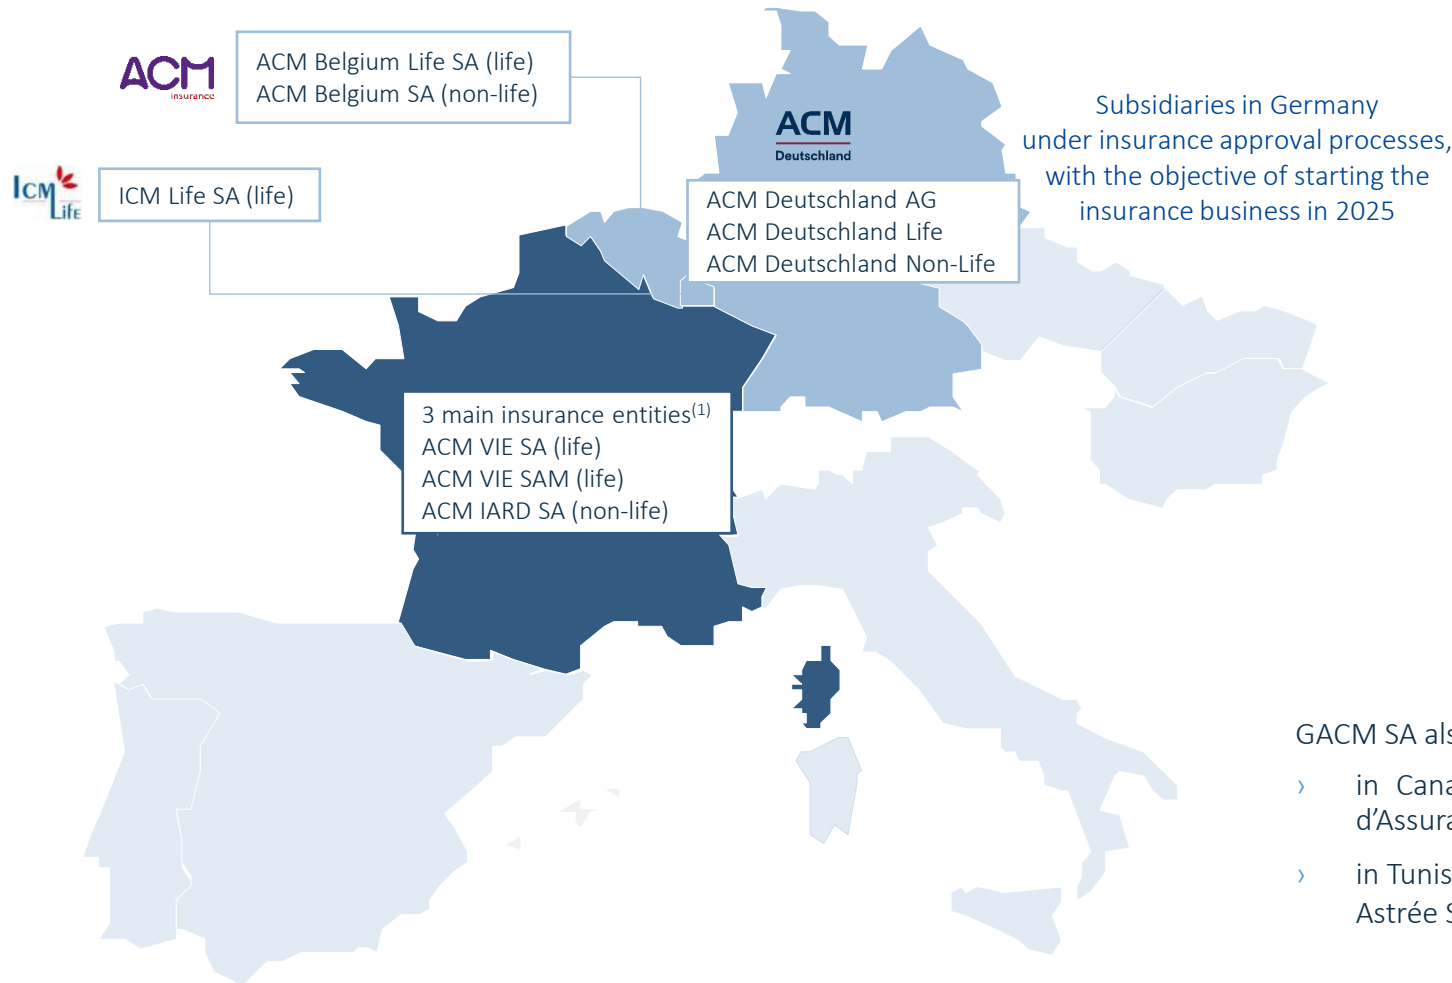 ACM
insurance
ACM Belgium Life SA (life)
ACM Belgium SA (non-life)
ICM
Life
ICM Life SA (life)
ACM
Deutschland
ACM Deutschland AG
ACM Deutschland Life
ACM Deutschland Non-Life
Subsidiaries in Germany
under insurance approval processes,
with the objective of starting the
insurance business in 2025
3 main insurance entities(1)
ACM VIE SA (life)
ACM VIE SAM (life)
ACM IARD SA (non-life)
GACM SA
› in
d’Assura
› in Tunis
Astrée S